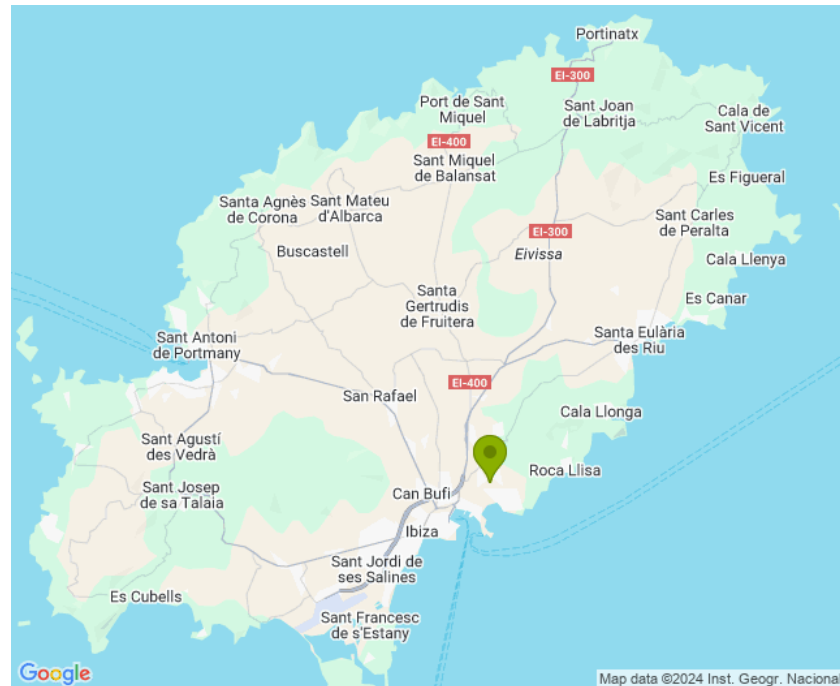 Portinatx
EI-300
Port de Sant
Miquel
Sant Joan
de Labritja
Cala de
Sant Vicent
EI-400
Sant Miquel
de Balansat
Es Figueral
Santa Agnès
de Corona
Sant Mateu
d'Albarca
Sant Carles
de Peralta
EI-300
Buscastell
Eivissa
Cala Llenya
Santa
Gertrudis
de Fruitera
Es Canar
Sant Antoni
de Portmany
Santa Eulària
des Riu
EI-400
San Rafael
Cala Llonga
Sant Agustí
des Vedrà
Roca Llisa
Sant Josep
de sa Talaia
Can Bufi
Ibiza
Sant Jordi de
ses Salines
Es Cubells
Sant Francesc
de s'Estany
Google
Map data ©2024 Inst. Geogr. Nacional